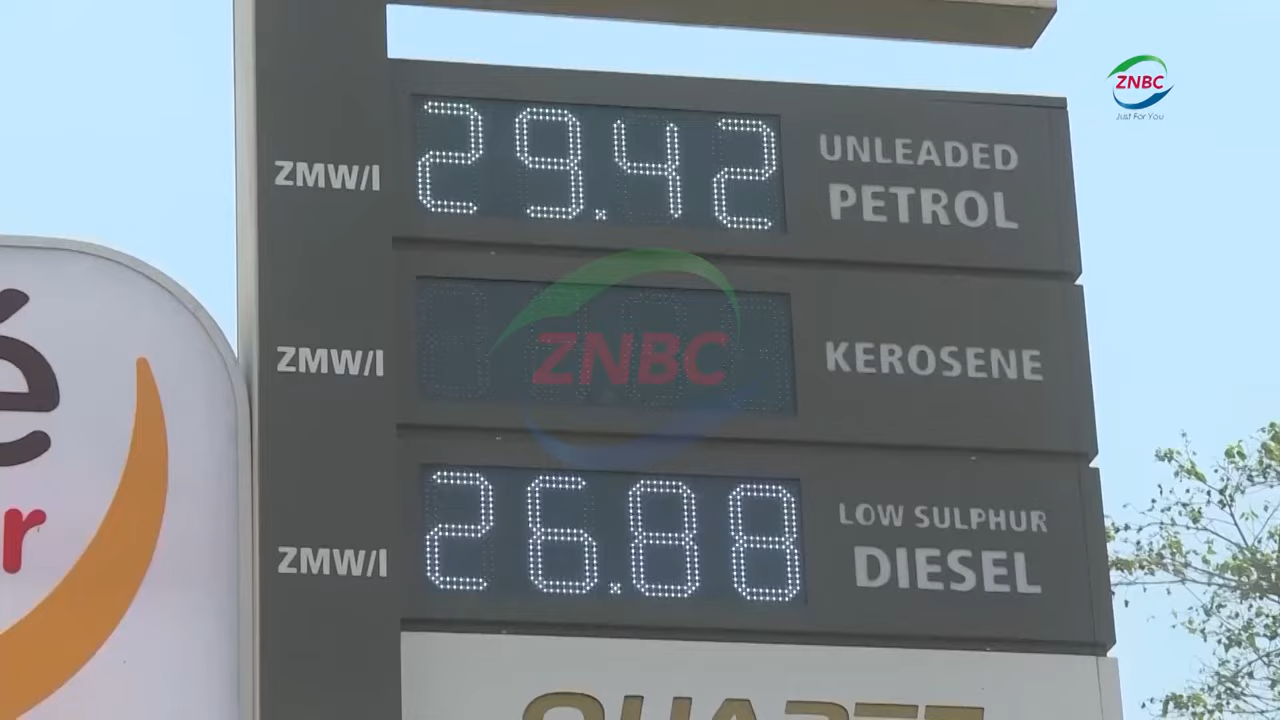 ZNBC
Just For You
ZMW/l
29.42
UNLEADED
PETROL
ZMW/l
KEROSENE
ZNBC
ZMW/l
26.88
LOW SULPHUR
DIESEL
é
r